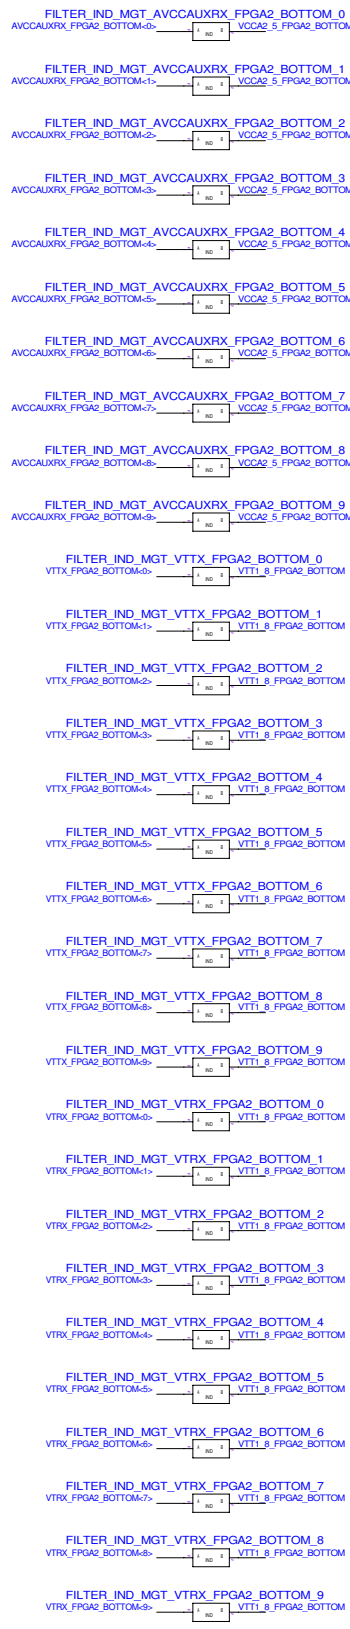 FILTER_IND_MGT_AVCCAUXRX_FPGA2_BOTTOM_0
AVCCAUXRX_FPGA2_BOTTOM<0> A IND B VCCA2_5_FPGA2_BOTTOM
FILTER_IND_MGT_AVCCAUXRX_FPGA2_BOTTOM_1
AVCCAUXRX_FPGA2_BOTTOM<1> A IND B VCCA2_5_FPGA2_BOTTOM
FILTER_IND_MGT_AVCCAUXRX_FPGA2_BOTTOM_2
AVCCAUXRX_FPGA2_BOTTOM<2> A IND B VCCA2_5_FPGA2_BOTTOM
FILTER_IND_MGT_AVCCAUXRX_FPGA2_BOTTOM_3
AVCCAUXRX_FPGA2_BOTTOM<3> A IND B VCCA2_5_FPGA2_BOTTOM
FILTER_IND_MGT_AVCCAUXRX_FPGA2_BOTTOM_4
AVCCAUXRX_FPGA2_BOTTOM<4> A IND B VCCA2_5_FPGA2_BOTTOM
FILTER_IND_MGT_AVCCAUXRX_FPGA2_BOTTOM_5
AVCCAUXRX_FPGA2_BOTTOM<5> A IND B VCCA2_5_FPGA2_BOTTOM
FILTER_IND_MGT_AVCCAUXRX_FPGA2_BOTTOM_6
AVCCAUXRX_FPGA2_BOTTOM<6> A IND B VCCA2_5_FPGA2_BOTTOM
FILTER_IND_MGT_AVCCAUXRX_FPGA2_BOTTOM_7
AVCCAUXRX_FPGA2_BOTTOM<7> A IND B VCCA2_5_FPGA2_BOTTOM
FILTER_IND_MGT_AVCCAUXRX_FPGA2_BOTTOM_8
AVCCAUXRX_FPGA2_BOTTOM<8> A IND B VCCA2_5_FPGA2_BOTTOM
FILTER_IND_MGT_AVCCAUXRX_FPGA2_BOTTOM_9
AVCCAUXRX_FPGA2_BOTTOM<9> A IND B VCCA2_5_FPGA2_BOTTOM
FILTER_IND_MGT_VTTX_FPGA2_BOTTOM_0
VTTX_FPGA2_BOTTOM<0> A IND B VTT1_8_FPGA2_BOTTOM
FILTER_IND_MGT_VTTX_FPGA2_BOTTOM_1
VTTX_FPGA2_BOTTOM<1> A IND B VTT1_8_FPGA2_BOTTOM
FILTER_IND_MGT_VTTX_FPGA2_BOTTOM_2
VTTX_FPGA2_BOTTOM<2> A IND B VTT1_8_FPGA2_BOTTOM
FILTER_IND_MGT_VTTX_FPGA2_BOTTOM_3
VTTX_FPGA2_BOTTOM<3> A IND B VTT1_8_FPGA2_BOTTOM
FILTER_IND_MGT_VTTX_FPGA2_BOTTOM_4
VTTX_FPGA2_BOTTOM<4> A IND B VTT1_8_FPGA2_BOTTOM
FILTER_IND_MGT_VTTX_FPGA2_BOTTOM_5
VTTX_FPGA2_BOTTOM<5> A IND B VTT1_8_FPGA2_BOTTOM
FILTER_IND_MGT_VTTX_FPGA2_BOTTOM_6
VTTX_FPGA2_BOTTOM<6> A IND B VTT1_8_FPGA2_BOTTOM
FILTER_IND_MGT_VTTX_FPGA2_BOTTOM_7
VTTX_FPGA2_BOTTOM<7> A IND B VTT1_8_FPGA2_BOTTOM
FILTER_IND_MGT_VTTX_FPGA2_BOTTOM_8
VTTX_FPGA2_BOTTOM<8> A IND B VTT1_8_FPGA2_BOTTOM
FILTER_IND_MGT_VTTX_FPGA2_BOTTOM_9
VTTX_FPGA2_BOTTOM<9> A IND B VTT1_8_FPGA2_BOTTOM
FILTER_IND_MGT_VTRX_FPGA2_BOTTOM_0
VTRX_FPGA2_BOTTOM<0> A IND B VTT1_8_FPGA2_BOTTOM
FILTER_IND_MGT_VTRX_FPGA2_BOTTOM_1
VTRX_FPGA2_BOTTOM<1> A IND B VTT1_8_FPGA2_BOTTOM
FILTER_IND_MGT_VTRX_FPGA2_BOTTOM_2
VTRX_FPGA2_BOTTOM<2> A IND B VTT1_8_FPGA2_BOTTOM
FILTER_IND_MGT_VTRX_FPGA2_BOTTOM_3
VTRX_FPGA2_BOTTOM<3> A IND B VTT1_8_FPGA2_BOTTOM
FILTER_IND_MGT_VTRX_FPGA2_BOTTOM_4
VTRX_FPGA2_BOTTOM<4> A IND B VTT1_8_FPGA2_BOTTOM
FILTER_IND_MGT_VTRX_FPGA2_BOTTOM_5
VTRX_FPGA2_BOTTOM<5> A IND B VTT1_8_FPGA2_BOTTOM
FILTER_IND_MGT_VTRX_FPGA2_BOTTOM_6
VTRX_FPGA2_BOTTOM<6> A IND B VTT1_8_FPGA2_BOTTOM
FILTER_IND_MGT_VTRX_FPGA2_BOTTOM_7
VTRX_FPGA2_BOTTOM<7> A IND B VTT1_8_FPGA2_BOTTOM
FILTER_IND_MGT_VTRX_FPGA2_BOTTOM_8
VTRX_FPGA2_BOTTOM<8> A IND B VTT1_8_FPGA2_BOTTOM
FILTER_IND_MGT_VTRX_FPGA2_BOTTOM_9
VTRX_FPGA2_BOTTOM<9> A IND B VTT1_8_FPGA2_BOTTOM